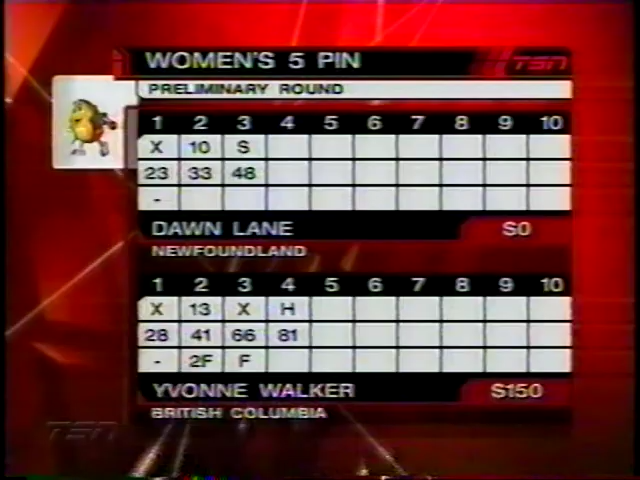 WOMEN'S 5 PIN TSN
PRELIMINARY ROUND
1 2 3 4 5 6 7 8 9 10
X 10 S
23 33 48
-
DAWN LANE $0
NEWFOUNDLAND
1 2 3 4 5 6 7 8 9 10
X 13 X H
28 41 66 81
- 2F F
YVONNE WALKER $150
BRITISH COLUMBIA
TSN